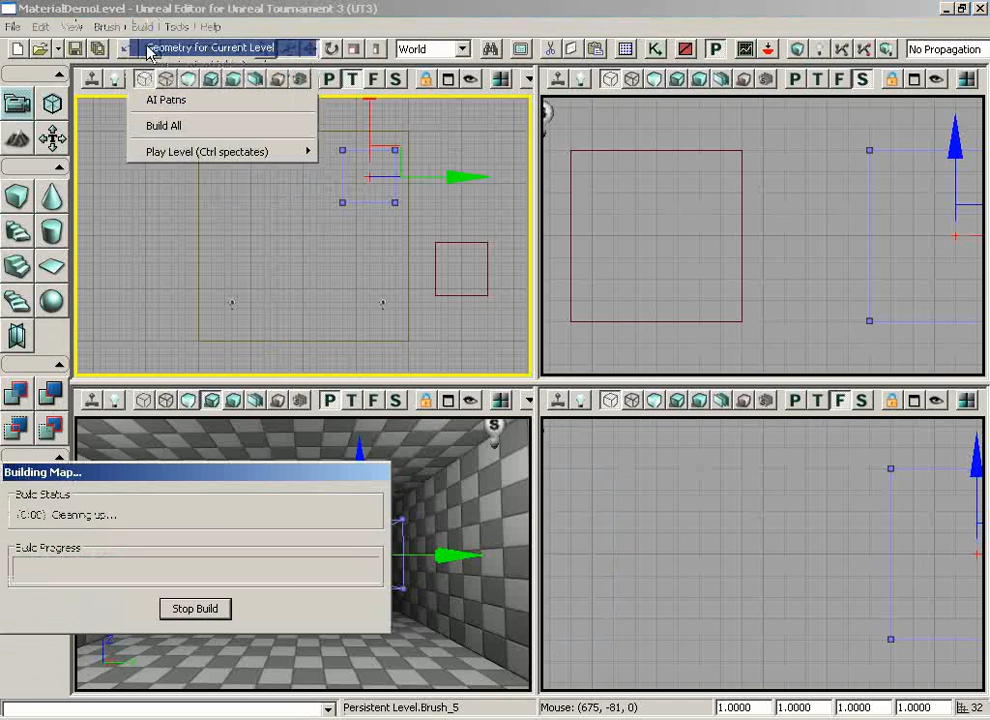 MaterialDemoLevel - Unreal Editor for Unreal Tournament 3 (UT3)
File Edit View Brush Build Tools Help
Geometry for Current Level
World
P
No Propagation
P T F S
P T F S
AI Paths
Build All
Play Level (Ctrl spectates)
P T F S
P T F S
S
Building Map...
Build Status
(0:00) Cleaning up...
Build Progress
Stop Build
Z
Persistent Level.Brush_5
Mouse: (675, -81, 0)
1.0000
1.0000
1.0000
1.0000
32